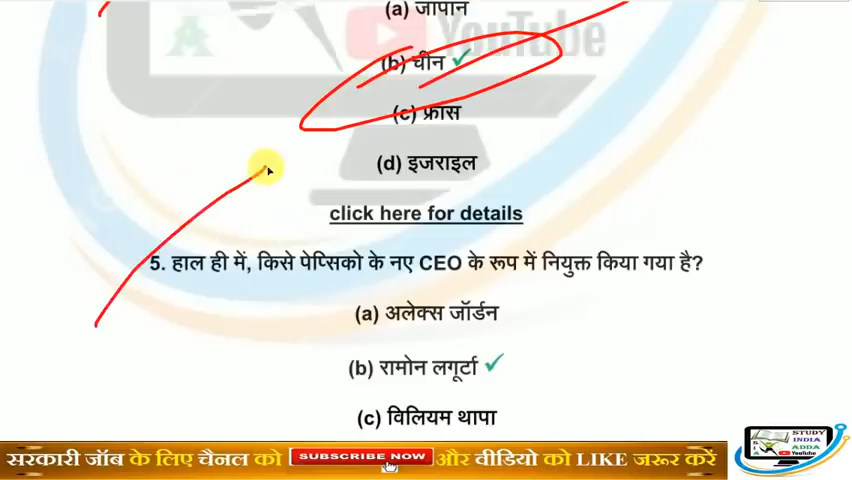 (a) जापान
YouTube
(b) चीन ✓
(c) फ्रांस
(d) इजराइल
click here for details
5. हाल ही में, किसे पेप्सिको के नए CEO के रूप में नियुक्त किया गया है?
(a) अलेक्स जॉर्डन
(b) रामोन लगूर्टा ✓
(c) विलियम थापा
सरकारी जॉब के लिए चैनल को SUBSCRIBE NOW और वीडियो को LIKE जरूर करें
STUDY
INDIA
ADDA
YouTube